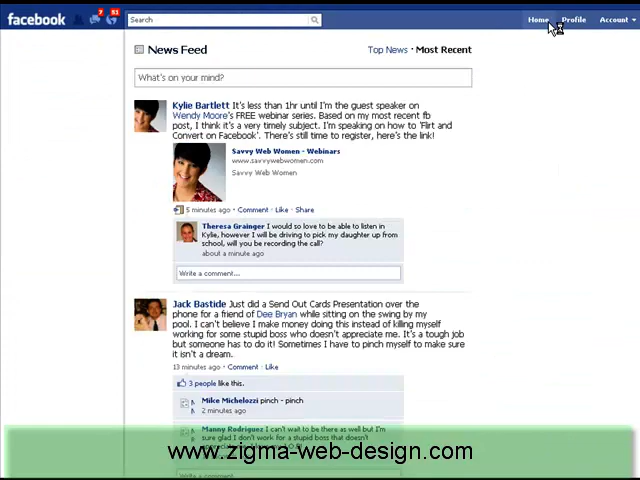 facebook
7
51
Search
Home
Profile
Account
News Feed
Top News · Most Recent
What's on your mind?
Kylie Bartlett It's less than 1hr until I'm the guest speaker on
Wendy Moore's FREE webinar series. Based on my most recent fb
post, I think it's a very timely subject. I'm speaking on how to 'Flirt and
Convert on Facebook'. There's still time to register, here's the link!
Savvy Web Women - Webinars
www.savvywebwomen.com
Savvy Web Women
5 minutes ago · Comment · Like · Share
Theresa Grainger I would so love to be able to listen in
Kylie, however I will be driving to pick my daughter up from
school, will you be recording the call?
about a minute ago
Write a comment...
Jack Bastide Just did a Send Out Cards Presentation over the
phone for a friend of Dee Bryan while sitting on the swing by my
pool. I can't believe I make money doing this instead of killing myself
working for some stupid boss who doesn't appreciate me. It's a tough job
but someone has to do it! Sometimes I have to pinch myself to make sure
it isn't a dream.
13 minutes ago · Comment · Like
3 people like this.
Mike Michelozzi pinch - pinch
2 minutes ago
Manny Rodriguez I can't wait to be there as well but I'm
sure glad I don't work for a stupid boss that doesn't
www.zigma-web-design.com
Write a comment...